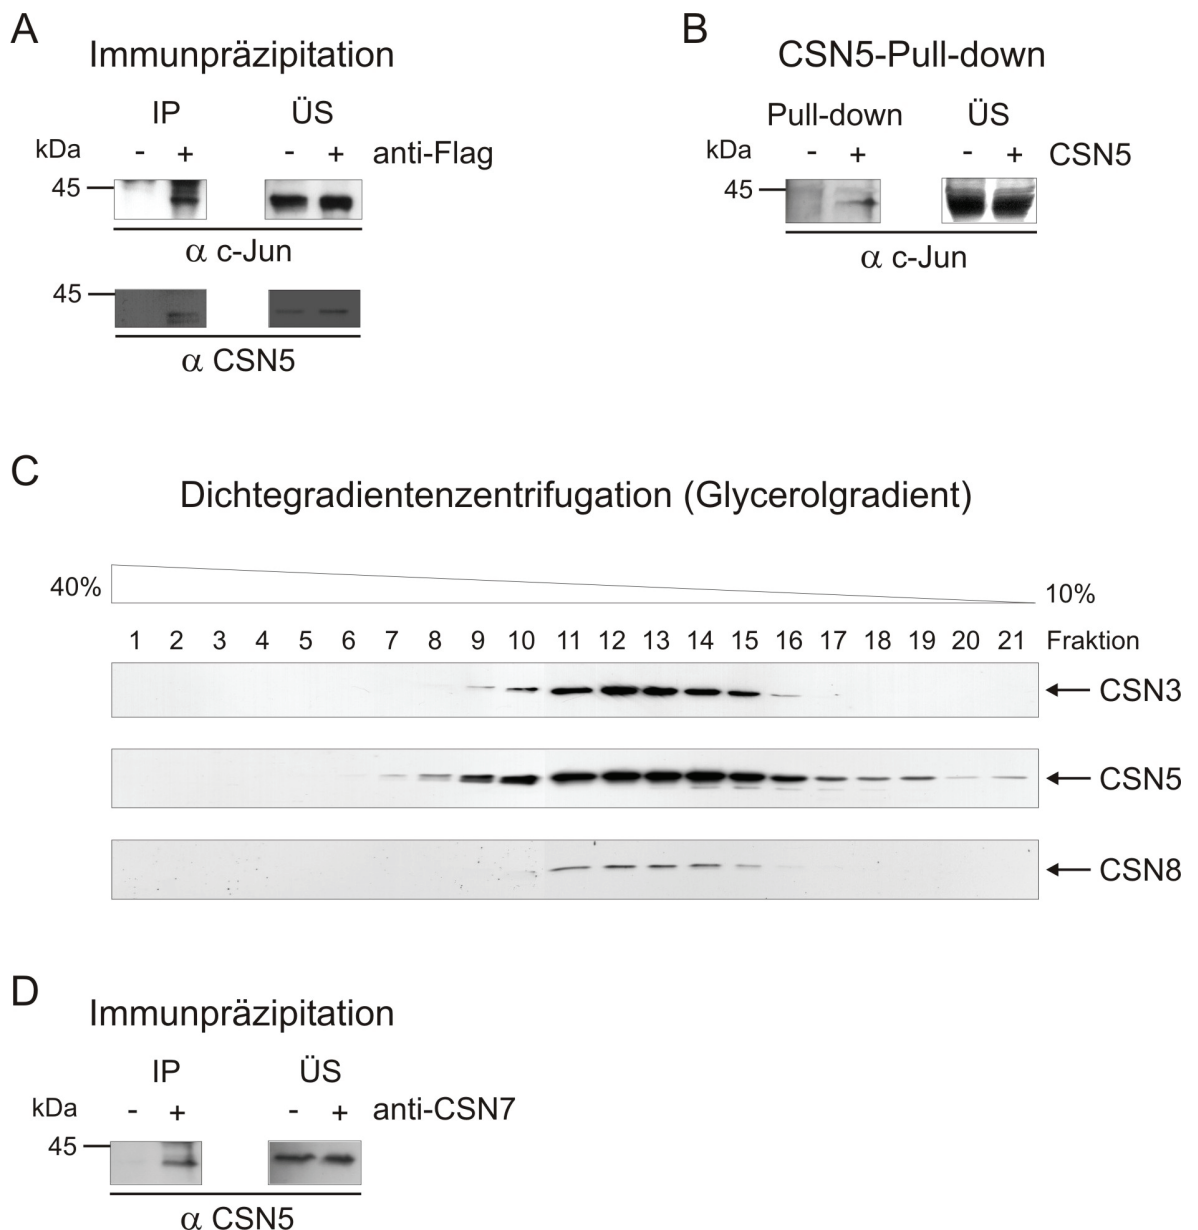 A
Immunpräzipitation
IP ÜS
kDa - + - + anti-Flag
45
α c-Jun
45
α CSN5
B
CSN5-Pull-down
Pull-down ÜS
kDa - + - + CSN5
45
α c-Jun
C
Dichtegradientenzentrifugation (Glycerolgradient)
40% 10%
1 2 3 4 5 6 7 8 9 10 11 12 13 14 15 16 17 18 19 20 21 Fraktion
CSN3
CSN5
CSN8
D
Immunpräzipitation
IP ÜS
kDa - + - + anti-CSN7
45
α CSN5